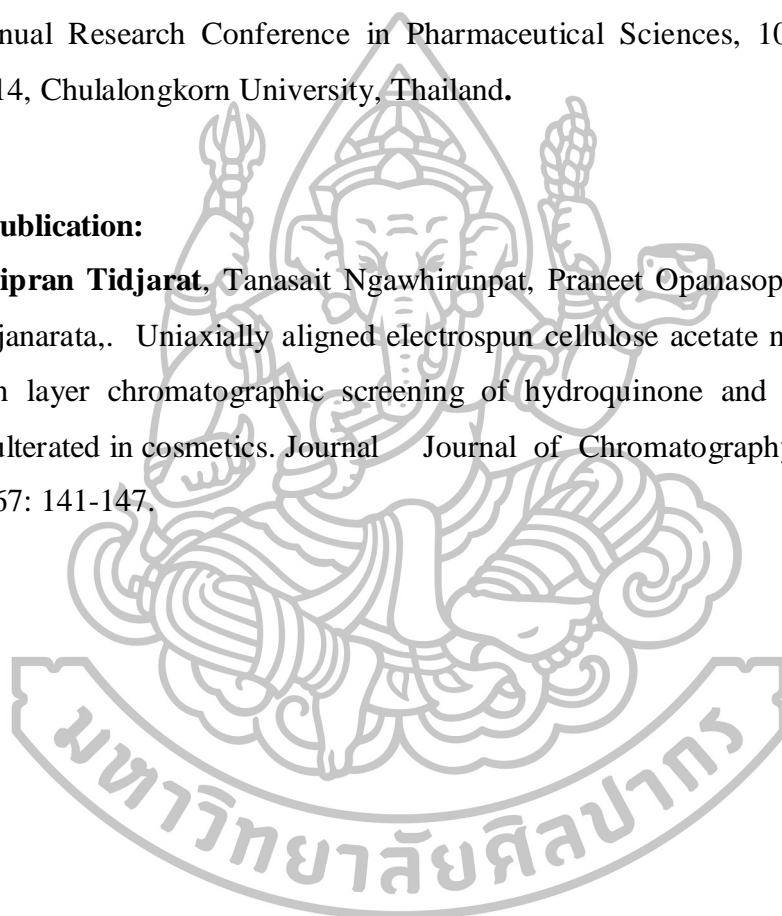 nual Research Conference in Pharmaceutical Sciences, 10
14, Chulalongkorn University, Thailand.
ublication:
ipran Tidjarat, Tanasait Ngawhirunpat, Praneet Opanasop
janarata,. Uniaxially aligned electrospun cellulose acetate n
n layer chromatographic screening of hydroquinone and
ulterated in cosmetics. Journal Journal of Chromatography
67: 141-147.
มหาวิทยาลัยศิลปากร